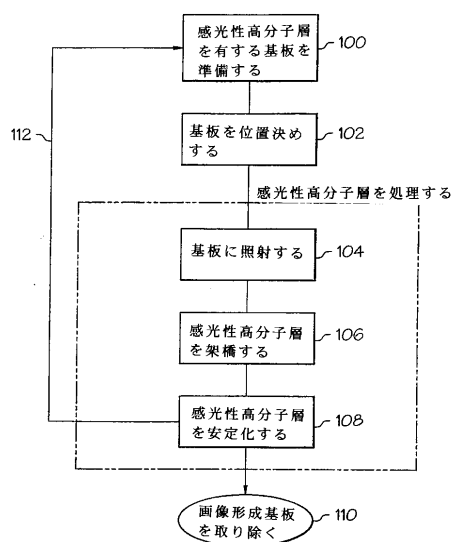 感光性高分子層
を有する基板を
準備する
100
112
基板を位置決め
する
102
感光性高分子層を処理する
基板に照射する
104
感光性高分子層
を架橋する
106
感光性高分子層
を安定化する
108
画像形成基板
を取り除く
110